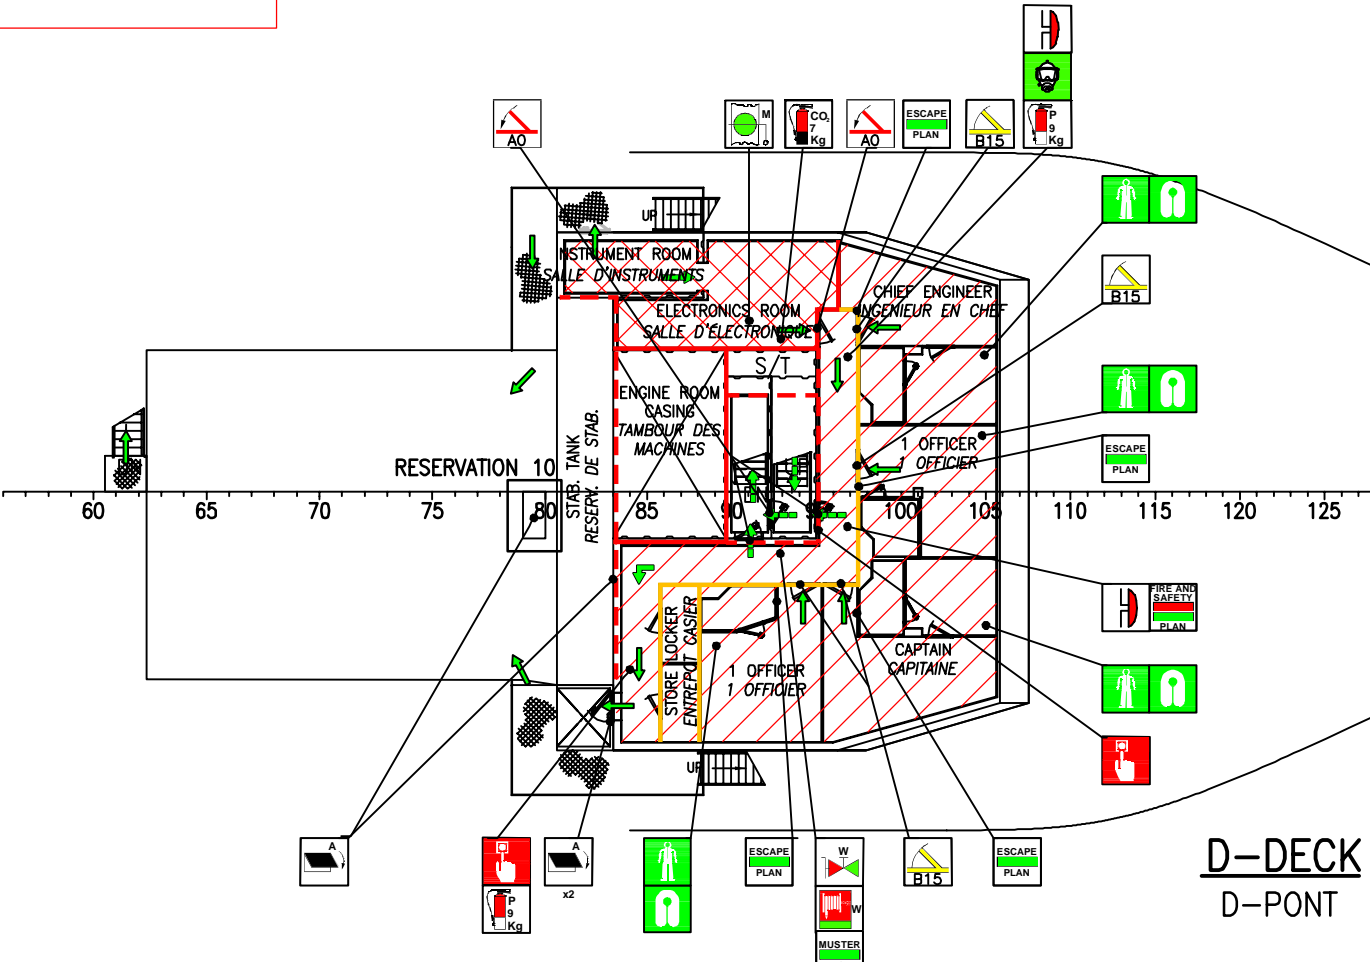 A0
M
CO2
7
Kg
A0
ESCAPE
PLAN
B15
P
9
Kg
UP
INSTRUMENT ROOM
SALLE D'INSTRUMENTS
ELECTRONICS ROOM
SALLE D'ÉLECTRONIQUE
CHIEF ENGINEER
INGENIEUR EN CHEF
B15
S T
ENGINE ROOM
CASING
TAMBOUR DES
MACHINES
STAB. TANK
RESERV. DE STAB.
1 OFFICER
1 OFFICIER
ESCAPE
PLAN
RESERVATION 10
60 65 70 75 80 85 90 95 100 105 110 115 120 125
FIRE AND
SAFETY
PLAN
STORE LOCKER
ENTREPOT CASIER
1 OFFICER
1 OFFICIER
CAPTAIN
CAPITAINE
UP
A
P
9
Kg
A
x2
ESCAPE
PLAN
W
W
MUSTER
B15
ESCAPE
PLAN
D-DECK
D-PONT